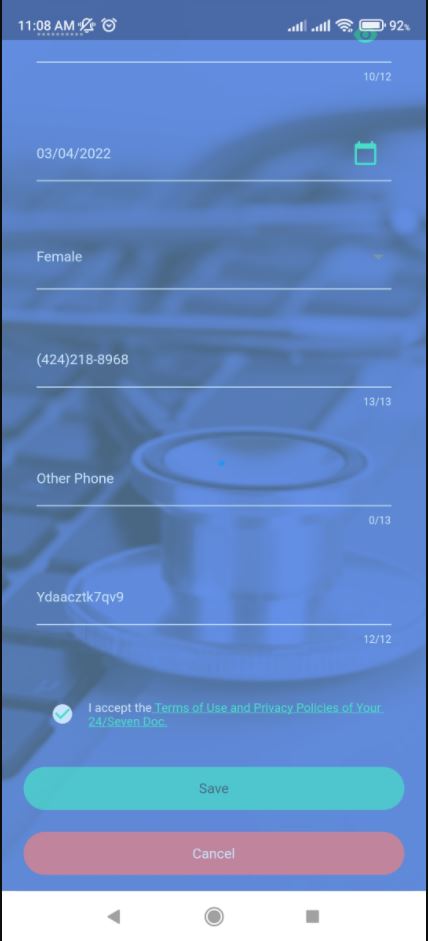 11:08 AM
92%
10/12
03/04/2022
Female
(424)218-8968
13/13
Other Phone
0/13
Ydaacztk7qv9
12/12
I accept the Terms of Use and Privacy Policies of Your
24/Seven Doc.
Save
Cancel